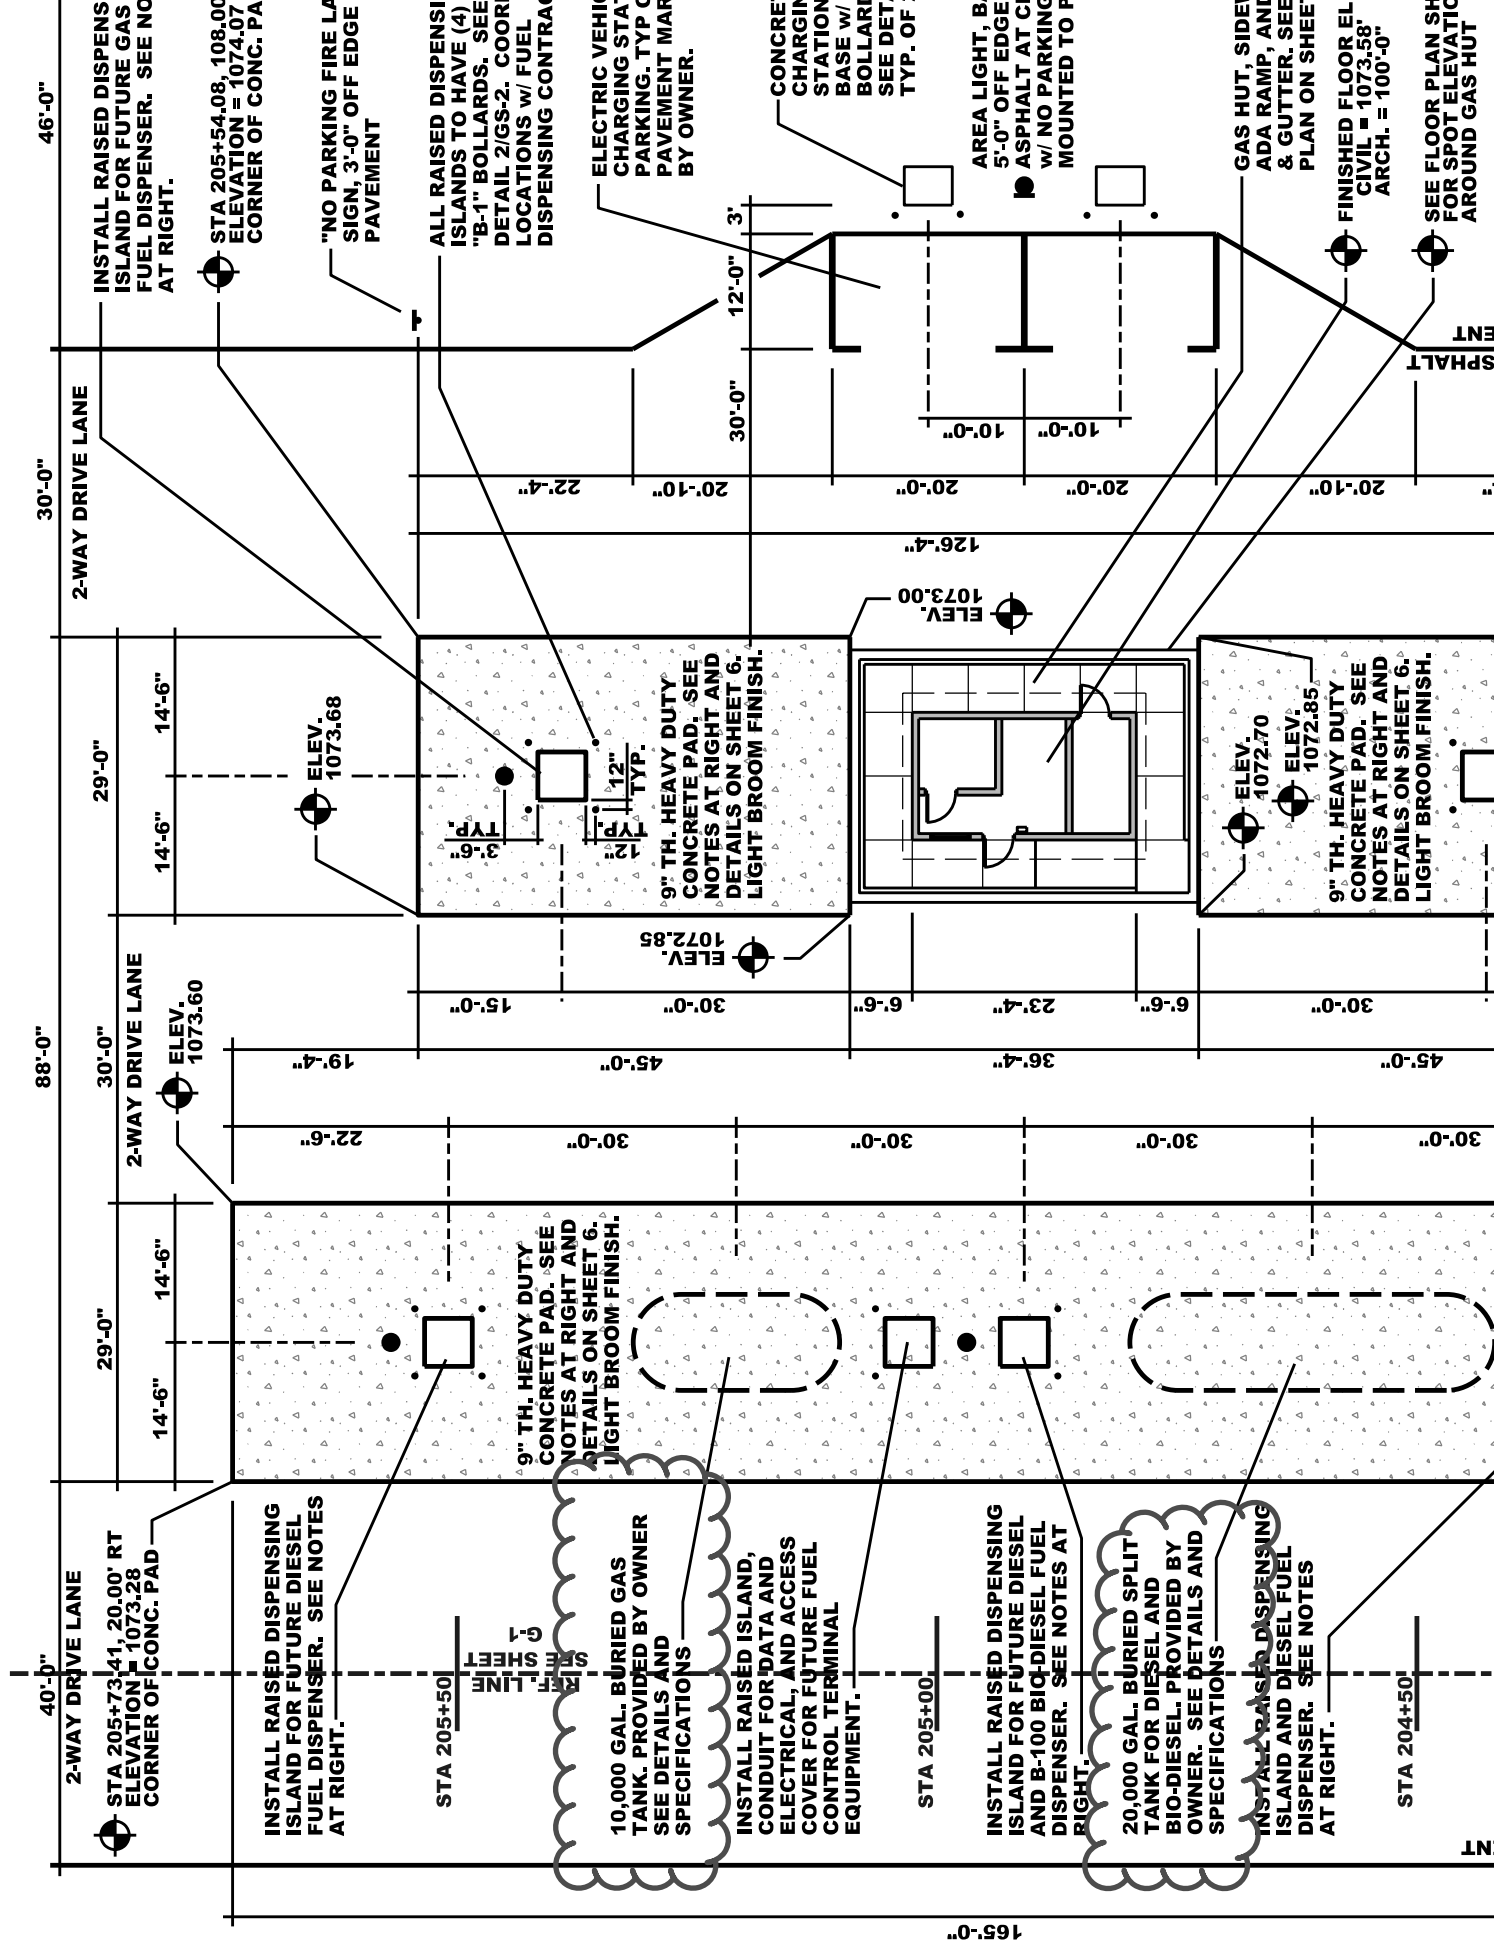 46'-0"
30'-0"
88'-0"
40'-0"
INSTALL RAISED DISPENS
ISLAND FOR FUTURE GAS
FUEL DISPENSER. SEE NO
AT RIGHT.
STA 205+54.08, 108.00
ELEVATION = 1074.07
CORNER OF CONC. PA
"NO PARKING FIRE LA
SIGN, 3'-0" OFF EDGE
PAVEMENT
ALL RAISED DISPENSI
ISLANDS TO HAVE (4)
"B-1" BOLLARDS. SEE
DETAIL 2/GS-2. COORD
LOCATIONS w/ FUEL
DISPENSING CONTRAC
ELECTRIC VEHIC
CHARGING STAT
PARKING. TYP O
PAVEMENT MAR
BY OWNER.
CONCRE
CHARGING
STATION
BASE w/
BOLLARD
SEE DETA
TYP. OF
AREA LIGHT, BA
5'-0" OFF EDGE
ASPHALT AT C
w/ NO PARKING
MOUNTED TO P
GAS HUT, SIDEW
ADA RAMP, AND
& GUTTER. SEE
PLAN ON SHEET
FINISHED FLOOR EL
CIVIL = 1073.58'
ARCH. = 100'-0"
SEE FLOOR PLAN SH
FOR SPOT ELEVATIO
AROUND GAS HUT
3'
12'-0"
30'-0"
10'-0"
10'-0"
ENT
SPHALT
2-WAY DRIVE LANE
22'-4"
20'-10"
20'-0"
20'-0"
20'-10"
126'-4"
ELEV.
1073.00
29'-0"
14'-6"
14'-6"
ELEV.
1073.68
3'-6"
TYP.
12"
TYP.
12"
TYP.
9" TH. HEAVY DUTY
CONCRETE PAD. SEE
NOTES AT RIGHT AND
DETAILS ON SHEET 6.
LIGHT BROOM FINISH.
ELEV.
1072.70
ELEV.
1072.85
9" TH. HEAVY DUTY
CONCRETE PAD. SEE
NOTES AT RIGHT AND
DETAILS ON SHEET 6.
LIGHT BROOM FINISH.
ELEV.
1072.85
15'-0"
30'-0"
6'-6"
23'-4"
6'-6"
30'-0"
19'-4"
45'-0"
36'-4"
45'-0"
30'-0"
2-WAY DRIVE LANE
ELEV.
1073.60
22'-6"
30'-0"
30'-0"
30'-0"
30'-0"
29'-0"
14'-6"
14'-6"
9" TH. HEAVY DUTY
CONCRETE PAD. SEE
NOTES AT RIGHT AND
DETAILS ON SHEET 6.
LIGHT BROOM FINISH.
2-WAY DRIVE LANE
STA 205+73.41, 20.00' RT
ELEVATION = 1073.28
CORNER OF CONC. PAD
INSTALL RAISED DISPENSING
ISLAND FOR FUTURE DIESEL
FUEL DISPENSER. SEE NOTES
AT RIGHT.
STA 205+50
REF. LINE
SEE SHEET
G-1
10,000 GAL. BURIED GAS
TANK. PROVIDED BY OWNER
SEE DETAILS AND
SPECIFICATIONS
INSTALL RAISED ISLAND,
CONDUIT FOR DATA AND
ELECTRICAL, AND ACCESS
COVER FOR FUTURE FUEL
CONTROL TERMINAL
EQUIPMENT.
STA 205+00
INSTALL RAISED DISPENSING
ISLAND FOR FUTURE DIESEL
AND B-100 BIO-DIESEL FUEL
DISPENSER. SEE NOTES AT
RIGHT.
20,000 GAL. BURIED SPLIT
TANK FOR DIESEL AND
BIO-DIESEL. PROVIDED BY
OWNER. SEE DETAILS AND
SPECIFICATIONS
INSTALL RAISED DISPENSING
ISLAND AND DIESEL FUEL
DISPENSER. SEE NOTES
AT RIGHT.
STA 204+50
165'-0"